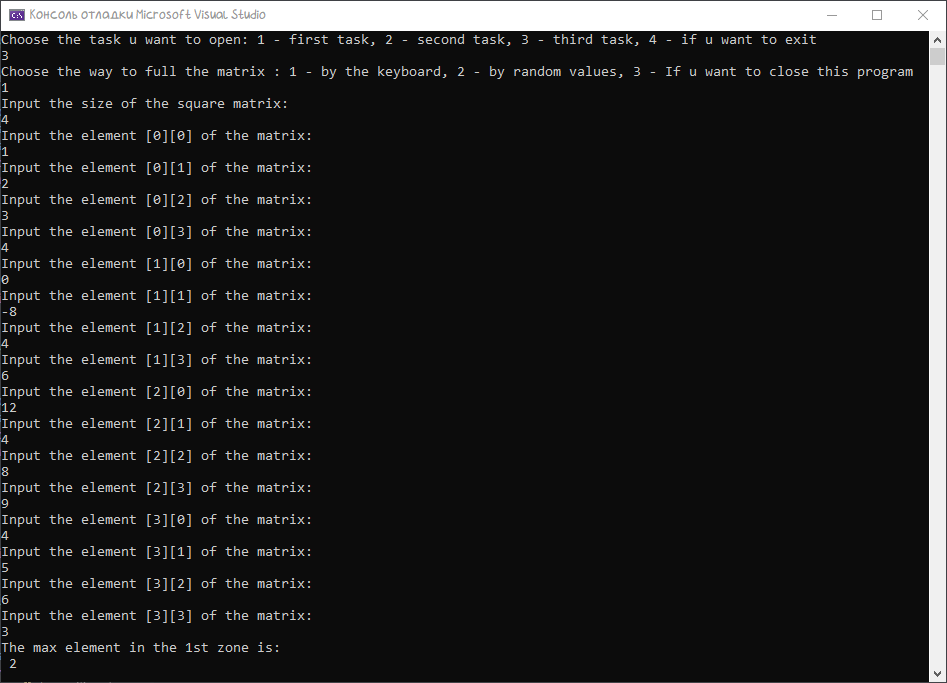 Консоль отладки Microsoft Visual Studio
Choose the task u want to open: 1 - first task, 2 - second task, 3 - third task, 4 - if u want to exit
3
Choose the way to full the matrix : 1 - by the keyboard, 2 - by random values, 3 - If u want to close this program
1
Input the size of the square matrix:
4
Input the element [0][0] of the matrix:
1
Input the element [0][1] of the matrix:
2
Input the element [0][2] of the matrix:
3
Input the element [0][3] of the matrix:
4
Input the element [1][0] of the matrix:
0
Input the element [1][1] of the matrix:
-8
Input the element [1][2] of the matrix:
4
Input the element [1][3] of the matrix:
6
Input the element [2][0] of the matrix:
12
Input the element [2][1] of the matrix:
4
Input the element [2][2] of the matrix:
8
Input the element [2][3] of the matrix:
9
Input the element [3][0] of the matrix:
4
Input the element [3][1] of the matrix:
5
Input the element [3][2] of the matrix:
6
Input the element [3][3] of the matrix:
3
The max element in the 1st zone is:
2